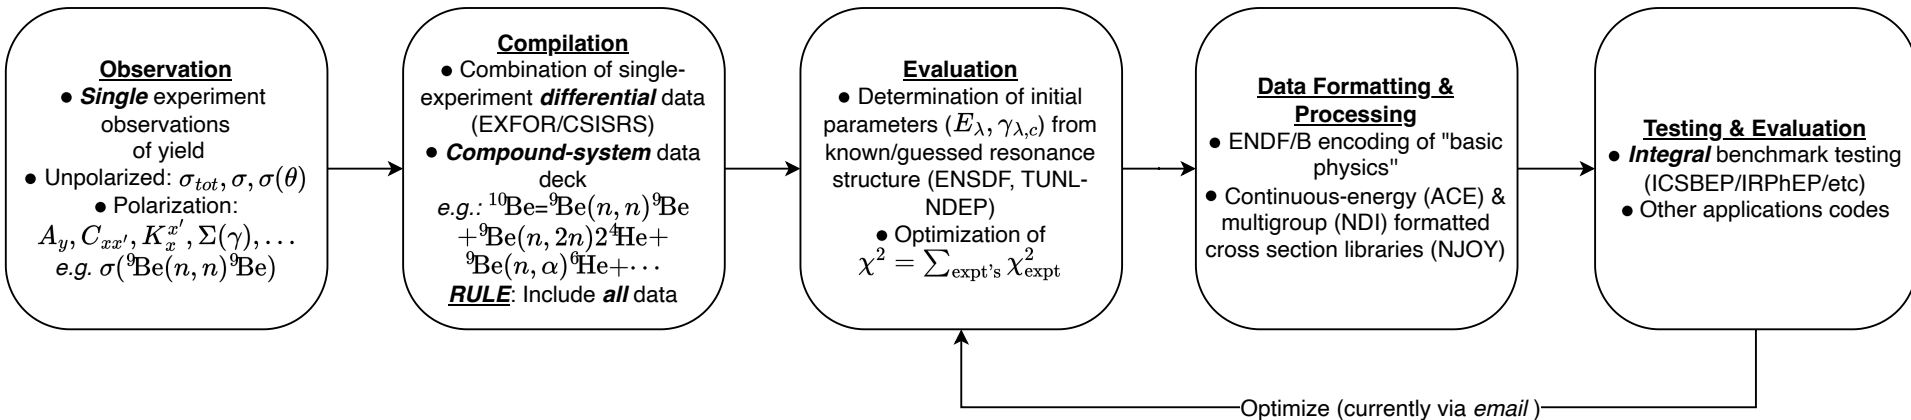 Observation
● Single experiment
observations
of yield
● Unpolarized: σ_tot, σ, σ(θ)
● Polarization:
A_y, C_xx′, K_x^x′, Σ(γ), …
e.g. σ(⁹Be(n, n)⁹Be)
Compilation
● Combination of single-
experiment differential data
(EXFOR/CSISRS)
● Compound-system data
deck
e.g.: ¹⁰Be=⁹Be(n, n)⁹Be
+⁹Be(n, 2n)2⁴He+
⁹Be(n, α)⁶He+⋯
RULE: Include all data
Evaluation
● Determination of initial
parameters (E_λ, γ_λ,c) from
known/guessed resonance
structure (ENSDF, TUNL-
NDEP)
● Optimization of
χ² = ∑_expt's χ²_expt
Data Formatting &
Processing
● ENDF/B encoding of "basic
physics"
● Continuous-energy (ACE) &
multigroup (NDI) formatted
cross section libraries (NJOY)
Testing & Evaluation
● Integral benchmark testing
(ICSBEP/IRPhEP/etc)
● Other applications codes
Optimize (currently via email )